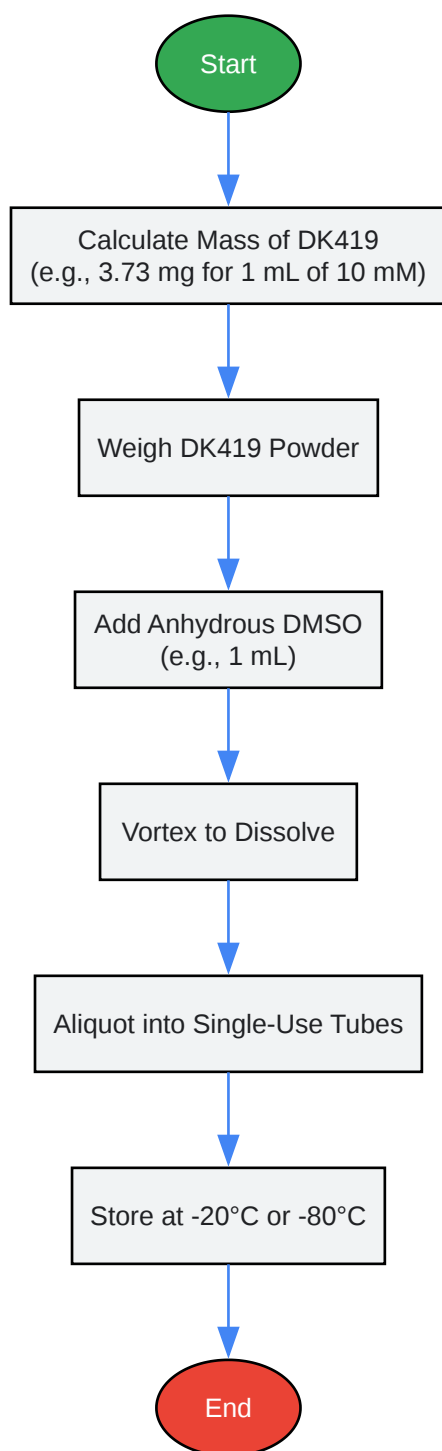 Start
Calculate Mass of DK419
(e.g., 3.73 mg for 1 mL of 10 mM)
Weigh DK419 Powder
Add Anhydrous DMSO
(e.g., 1 mL)
Vortex to Dissolve
Aliquot into Single-Use Tubes
Store at -20°C or -80°C
End